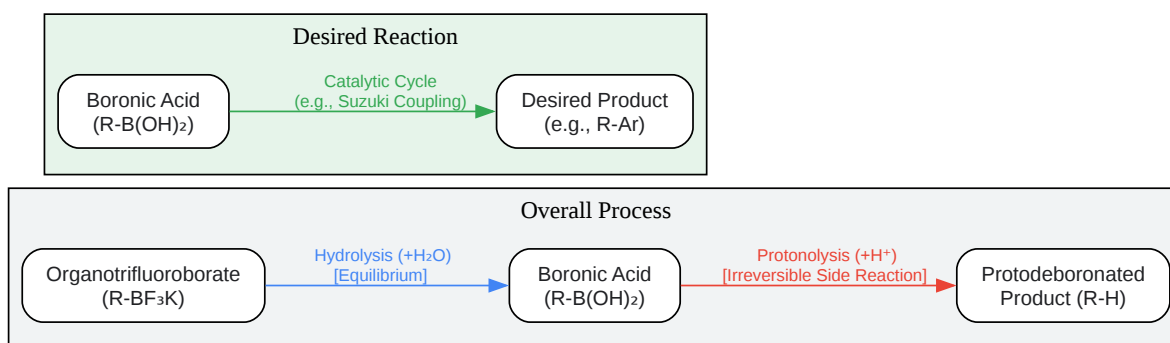 Desired Reaction
Boronic Acid
(R-B(OH)₂)
Catalytic Cycle
(e.g., Suzuki Coupling)
Desired Product
(e.g., R-Ar)
Overall Process
Organotrifluoroborate
(R-BF₃K)
Hydrolysis (+H₂O)
[Equilibrium]
Boronic Acid
(R-B(OH)₂)
Protonolysis (+H⁺)
[Irreversible Side Reaction]
Protodeboronated
Product (R-H)